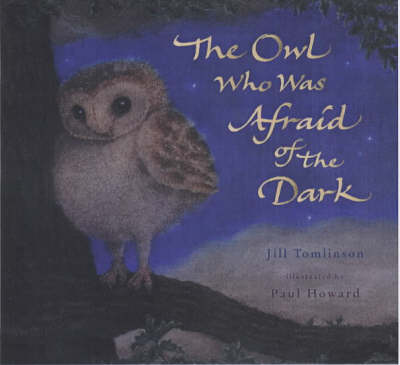 The Owl
Who Was
Afraid
of the
Dark
Jill Tomlinson
illustrated by
Paul Howard